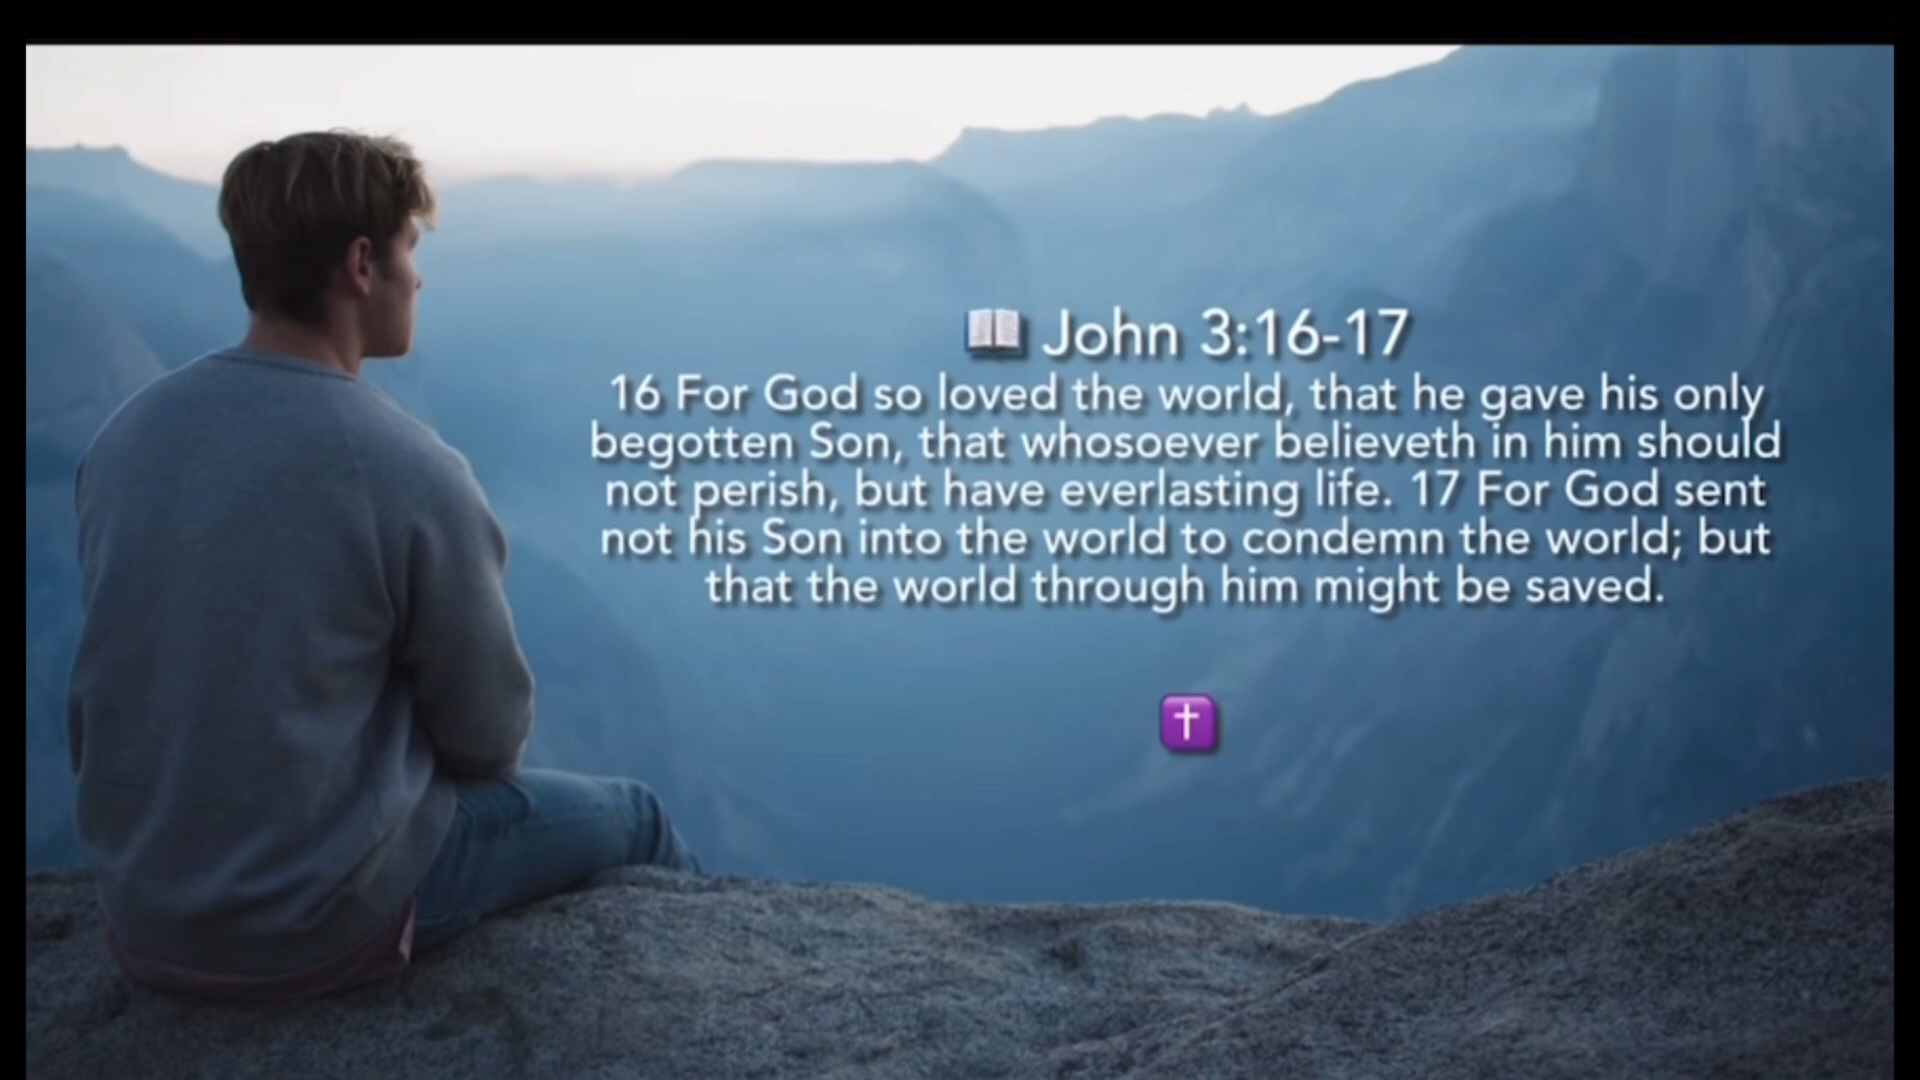 📖 John 3:16-17
16 For God so loved the world, that he gave his only
begotten Son, that whosoever believeth in him should
not perish, but have everlasting life. 17 For God sent
not his Son into the world to condemn the world; but
that the world through him might be saved.
✝️